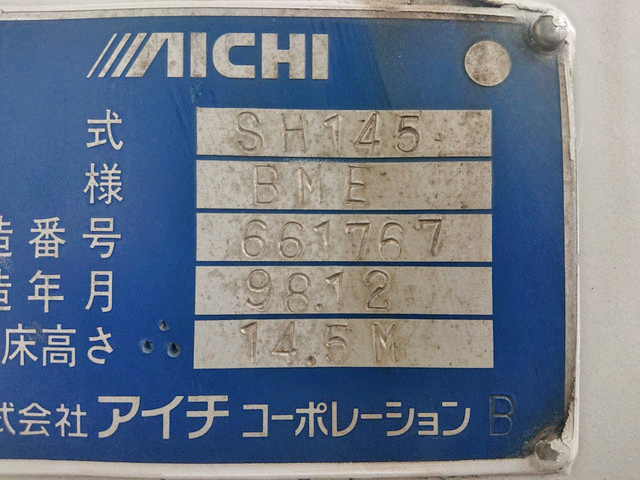 AICHI
式 SH145
様 BME
造番号 661767
造年月 98.12
床高さ 14.5M
式会社 アイチ コーポレーション B